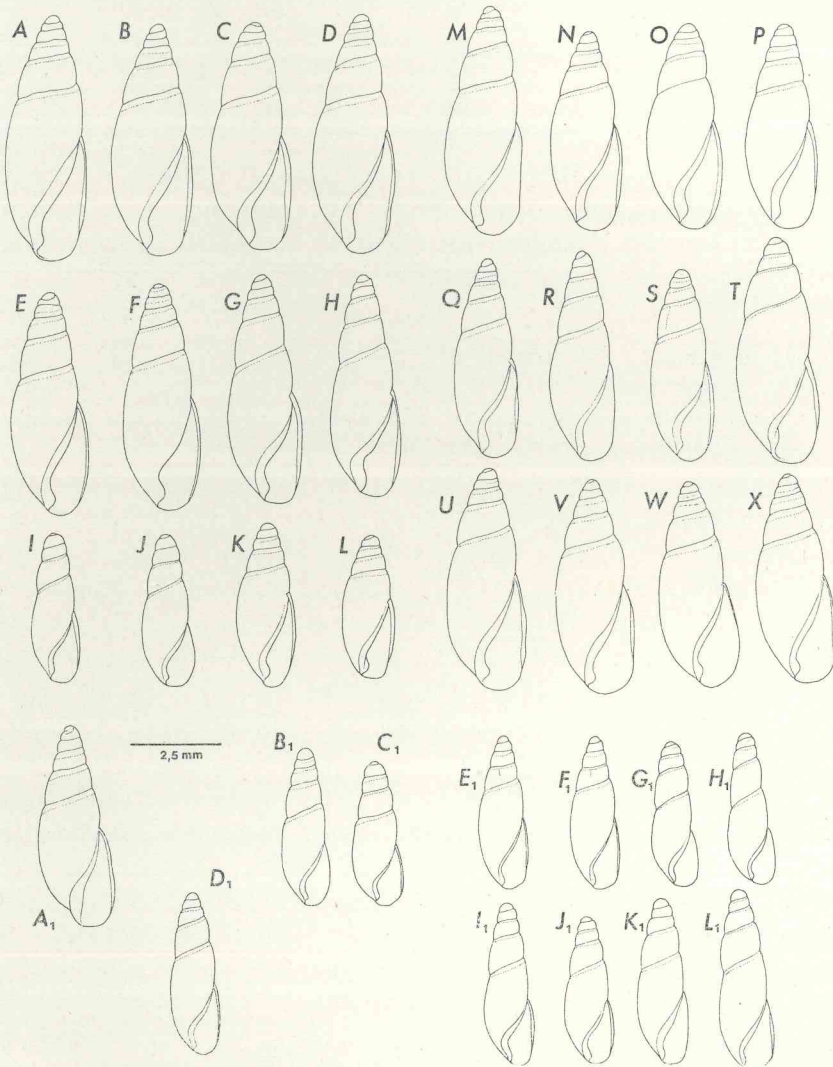 A B C D M N O P
E F G H Q R S T
I J K L U V W X
2,5 mm
A₁ B₁ C₁ D₁
E₁ F₁ G₁ H₁
I₁ J₁ K₁ L₁